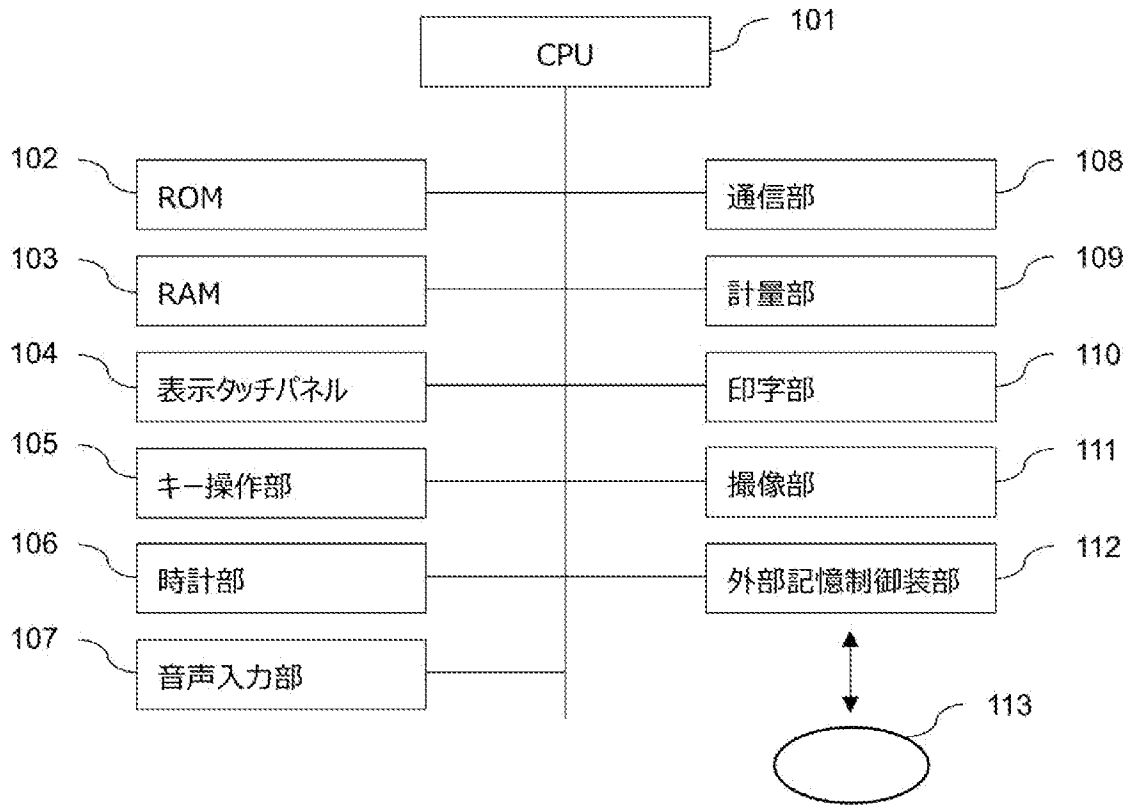 101
CPU
102
ROM
108
通信部
103
RAM
109
計量部
104
表示タッチパネル
110
印字部
105
キー操作部
111
撮像部
106
時計部
112
外部記憶制御装部
107
音声入力部
113